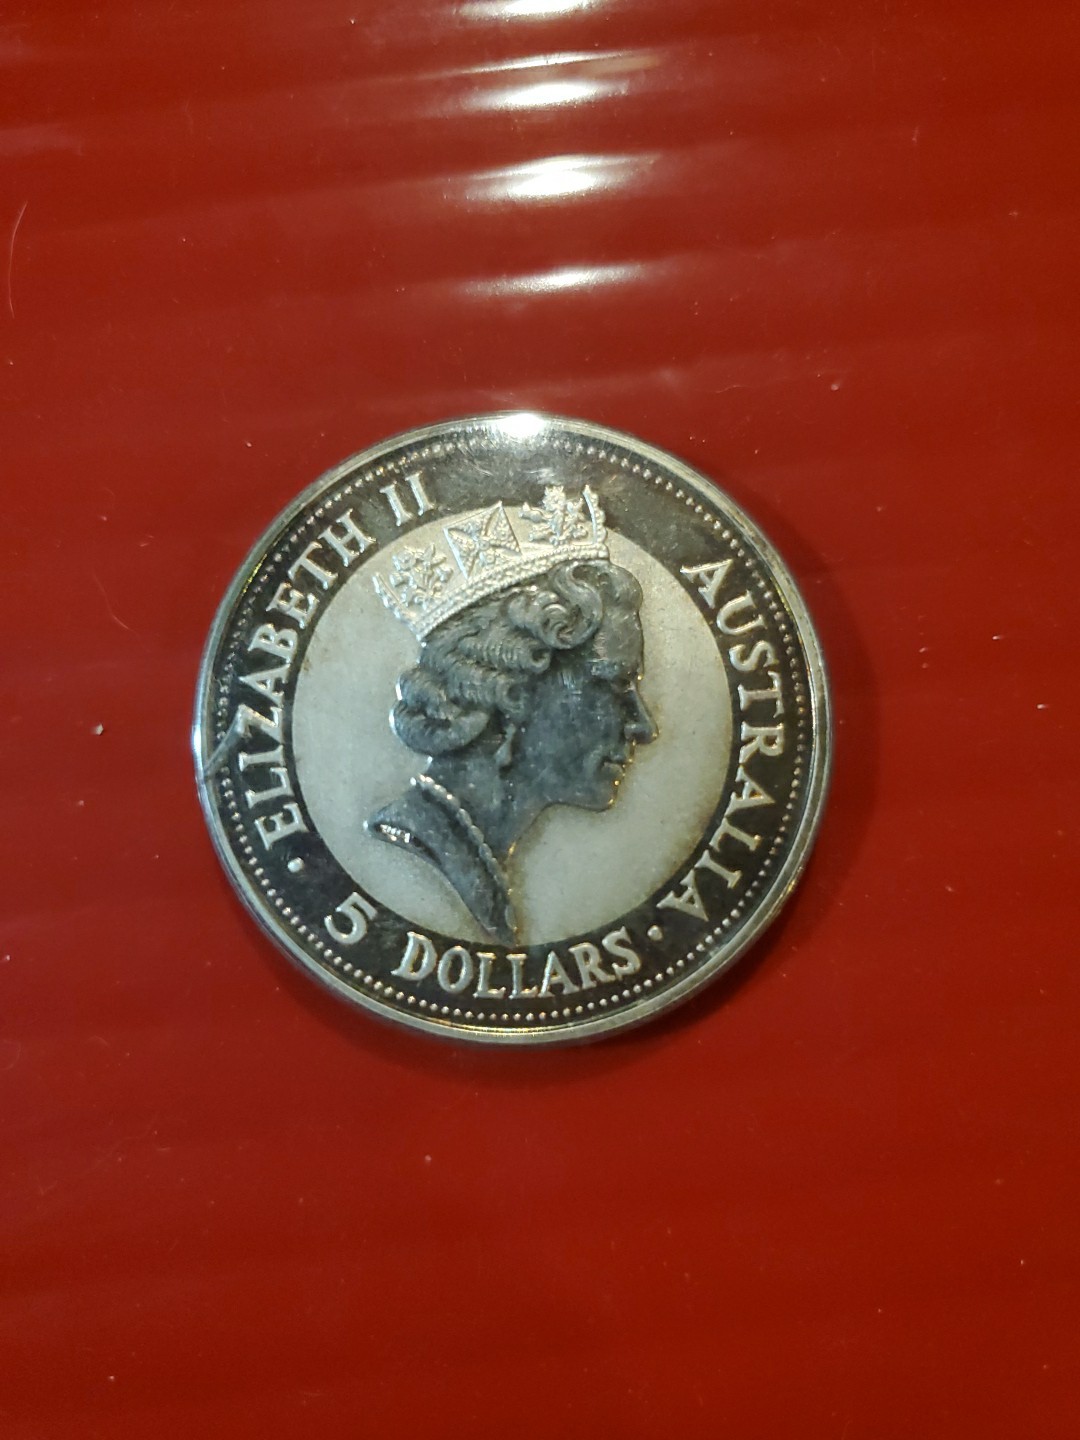 ELIZABETH II
AUSTRALIA
· 5 DOLLARS ·